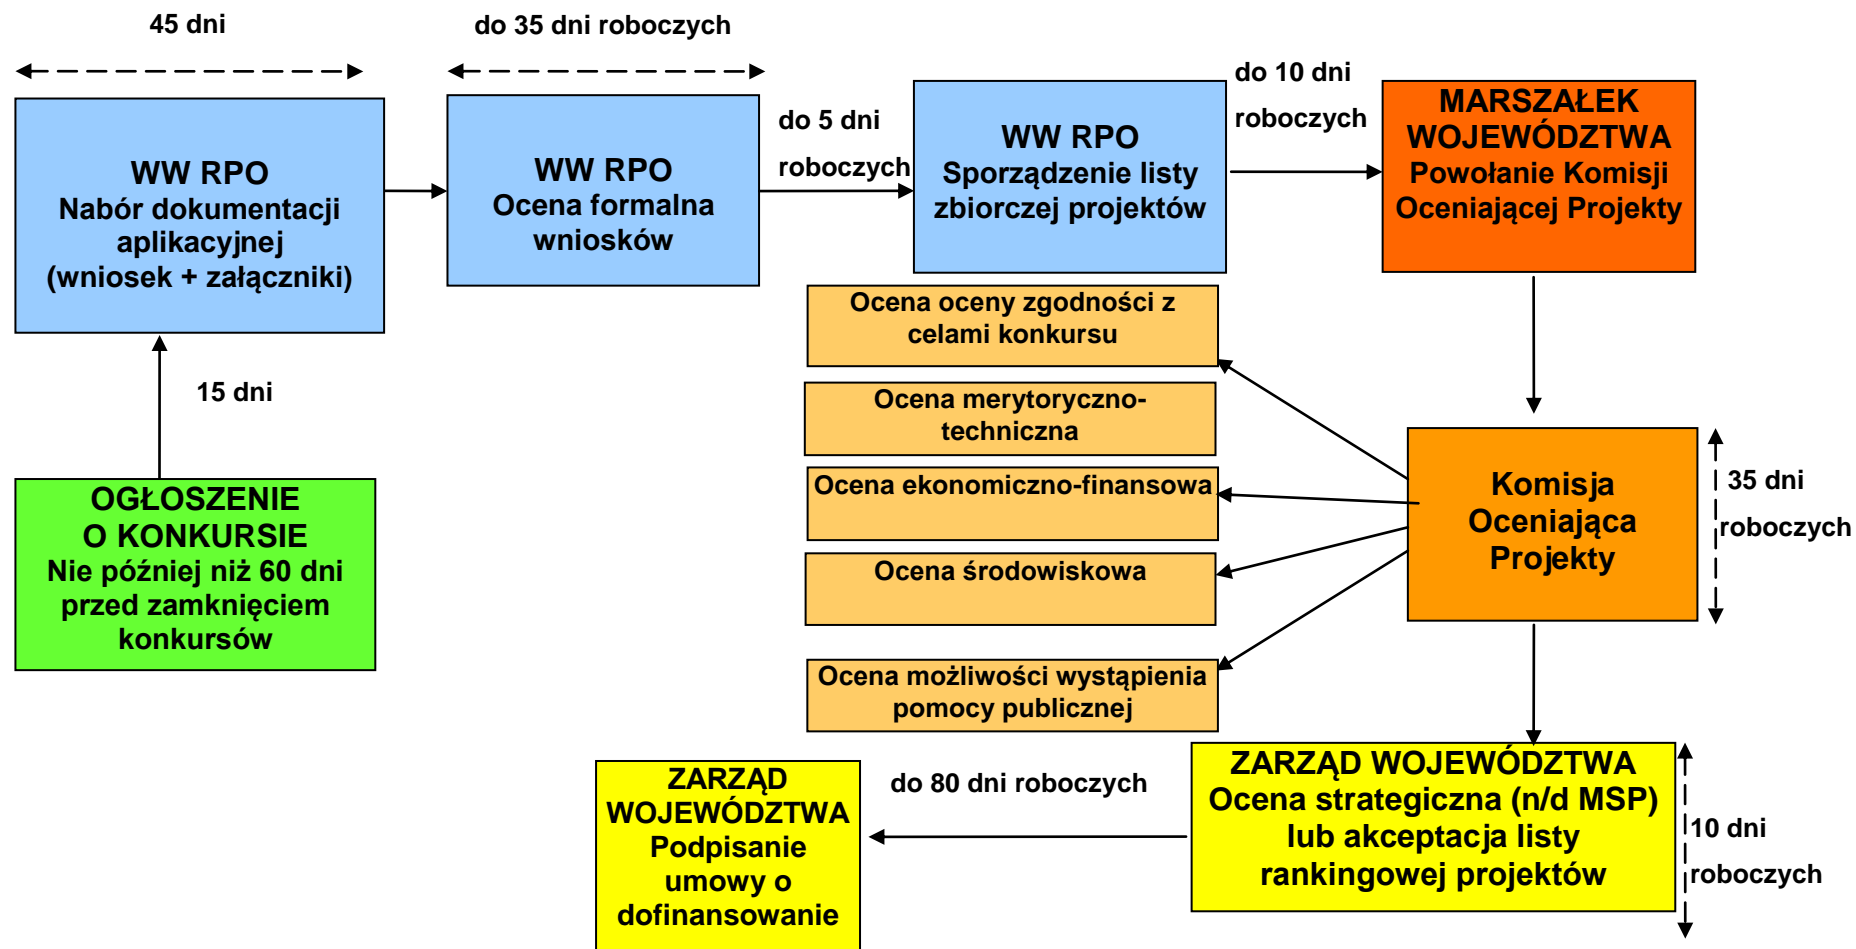 45 dni
do 35 dni roboczych
WW RPO
Nabór dokumentacji
aplikacyjnej
(wniosek + załączniki)
WW RPO
Ocena formalna
wniosków
do 5 dni
roboczych
WW RPO
Sporządzenie listy
zbiorczej projektów
do 10 dni
roboczych
MARSZAŁEK
WOJEWÓDZTWA
Powołanie Komisji
Oceniającej Projekty
15 dni
OGŁOSZENIE
O KONKURSIE
Nie później niż 60 dni
przed zamknięciem
konkursów
Ocena oceny zgodności z
celami konkursu
Ocena merytoryczno-
techniczna
Ocena ekonomiczno-finansowa
Ocena środowiskowa
Ocena możliwości wystąpienia
pomocy publicznej
Komisja
Oceniająca
Projekty
35 dni
roboczych
ZARZĄD WOJEWÓDZTWA
Ocena strategiczna (n/d MSP)
lub akceptacja listy
rankingowej projektów
10 dni
roboczych
do 80 dni roboczych
ZARZĄD
WOJEWÓDZTWA
Podpisanie
umowy o
dofinansowanie